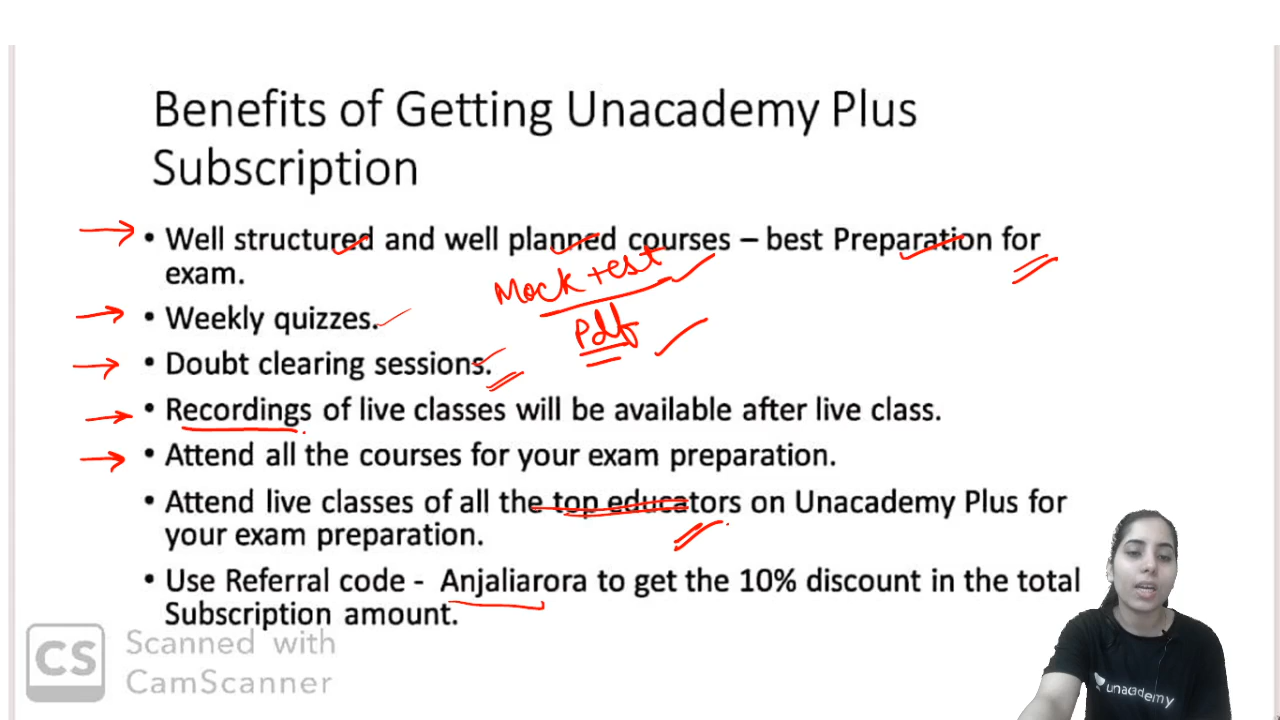 Benefits of Getting Unacademy Plus
Subscription
• Well structured and well planned courses – best Preparation for
exam.
Mock test
• Weekly quizzes.
Pdf
• Doubt clearing sessions.
• Recordings of live classes will be available after live class.
• Attend all the courses for your exam preparation.
• Attend live classes of all the top educators on Unacademy Plus for
your exam preparation.
• Use Referral code - Anjaliarora to get the 10% discount in the total
Subscription amount.
CS Scanned with
CamScanner
unacademy